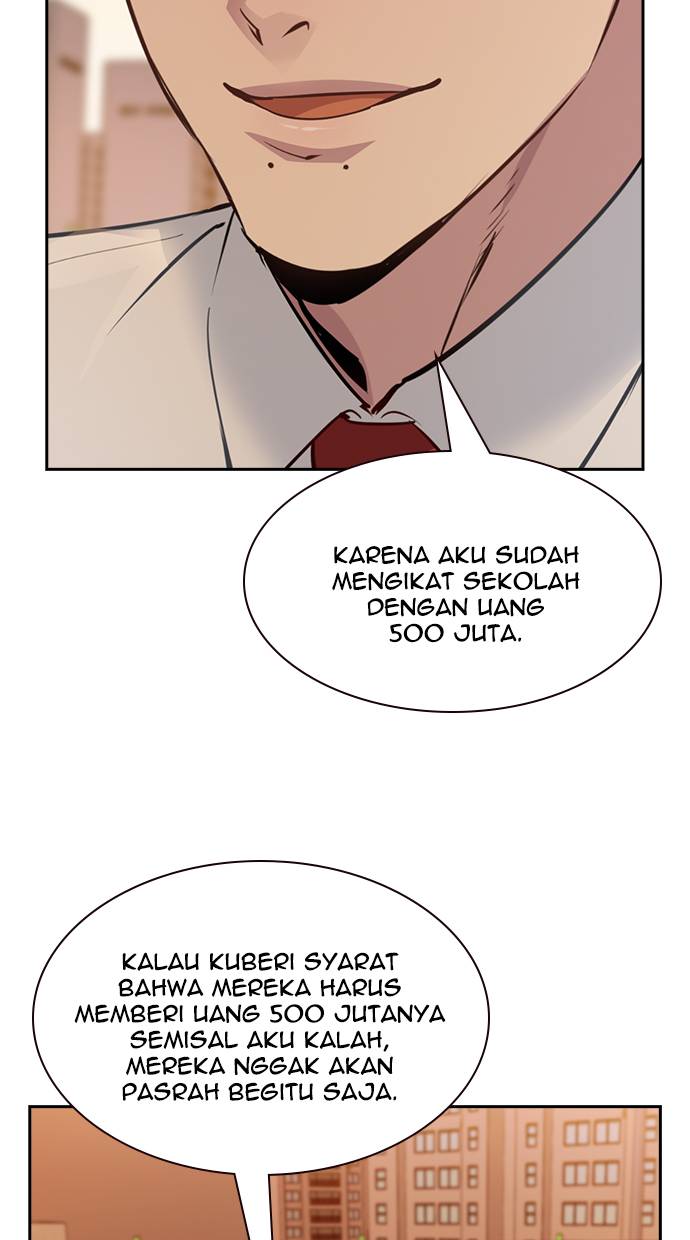 KARENA AKU SUDAH
MENGIKAT SEKOLAH
DENGAN UANG
500 JUTA.
KALAU KUBERI SYARAT
BAHWA MEREKA HARUS
MEMBERI UANG 500 JUTANYA
SEMISAL AKU KALAH,
MEREKA NGGAK AKAN
PASRAH BEGITU SAJA.